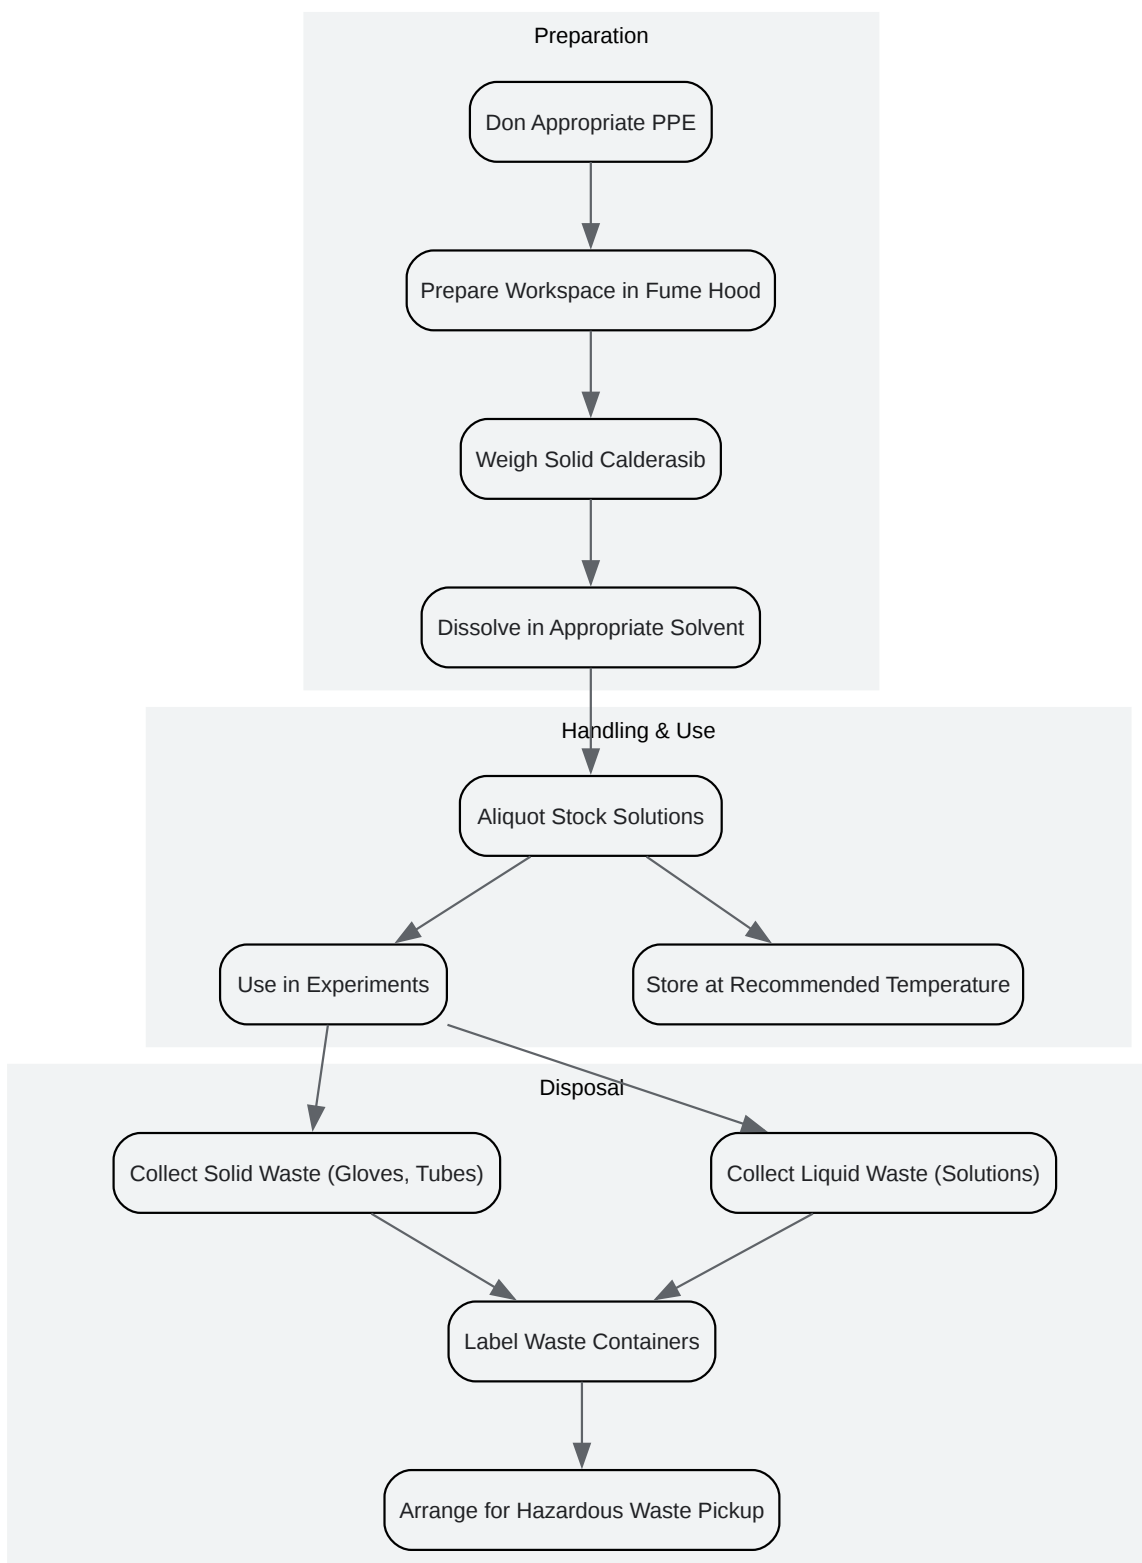 Preparation
Don Appropriate PPE
Prepare Workspace in Fume Hood
Weigh Solid Calderasib
Dissolve in Appropriate Solvent
Handling & Use
Aliquot Stock Solutions
Use in Experiments
Store at Recommended Temperature
Disposal
Collect Solid Waste (Gloves, Tubes)
Collect Liquid Waste (Solutions)
Label Waste Containers
Arrange for Hazardous Waste Pickup